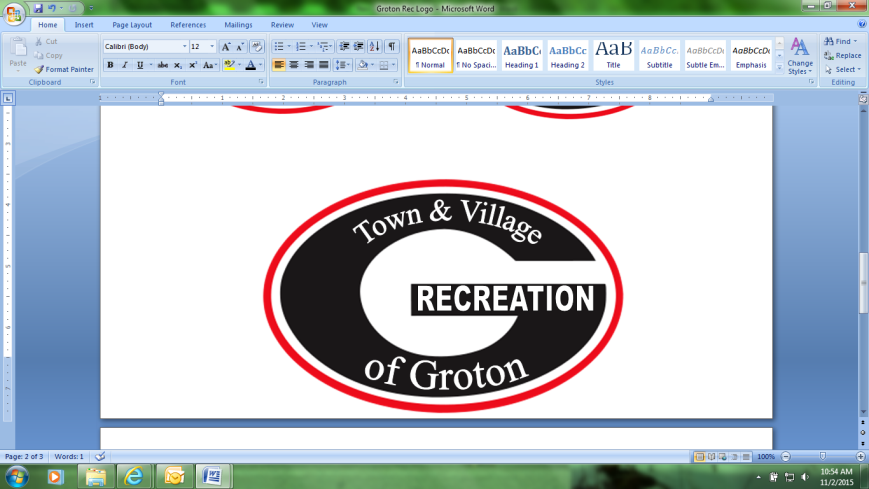 Groton Rec Logo - Microsoft Word
Home Insert Page Layout References Mailings Review View
Paste
Cut
Copy
Format Painter
Clipboard
Calibri (Body) 12
Font
Paragraph
AaBbCcDc AaBbCcDc AaBbC AaBbCc AaB AaBbCc. AaBbCcDc AaBbCcDc
¶ Normal ¶ No Spaci... Heading 1 Heading 2 Title Subtitle Subtle Em... Emphasis
Change Styles
Styles
Find
Replace
Select
Editing
Town & Village
RECREATION
of Groton
Page: 2 of 3 Words: 1
100%
10:54 AM
11/2/2015